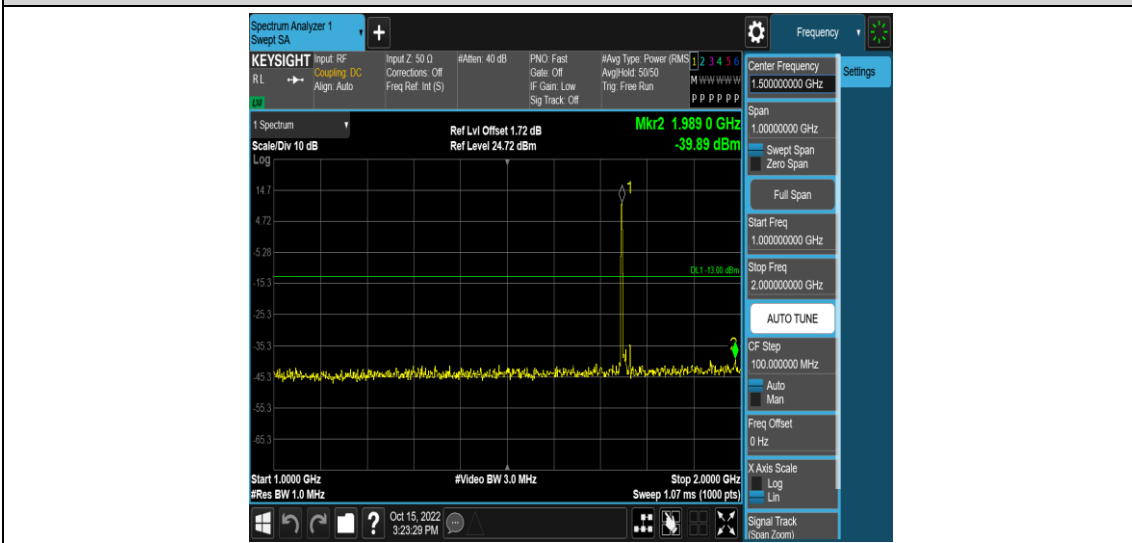 Spectrum Analyzer 1
Swept SA
+
Frequency
KEYSIGHT
R L
LW
Input: RF
Coupling: DC
Align: Auto
Input Z: 50 Ω
Corrections: Off
Freq Ref: Int (S)
#Atten: 40 dB
PNO: Fast
Gate: Off
IF Gain: Low
Sig Track: Off
#Avg Type: Power (RMS
Avg|Hold: 50/50
Trig: Free Run
1 2 3 4 5 6
M W W W W W
P P P P P P
1 Spectrum
Scale/Div 10 dB
Log
Ref Lvl Offset 1.72 dB
Ref Level 24.72 dBm
Mkr2 1.989 0 GHz
-39.89 dBm
14.7
4.72
-5.28
-15.3
-25.3
-35.3
-45.3
-55.3
-65.3
1
DL1 -13.00 dBm
2
Start 1.0000 GHz
#Res BW 1.0 MHz
#Video BW 3.0 MHz
Stop 2.0000 GHz
Sweep 1.07 ms (1000 pts)
Center Frequency
1.500000000 GHz
Settings
Span
1.00000000 GHz
Swept Span
Zero Span
Full Span
Start Freq
1.000000000 GHz
Stop Freq
2.000000000 GHz
AUTO TUNE
CF Step
100.000000 MHz
Auto
Man
Freq Offset
0 Hz
X Axis Scale
Log
Lin
Signal Track
(Span Zoom)
?
Oct 15, 2022
3:23:29 PM